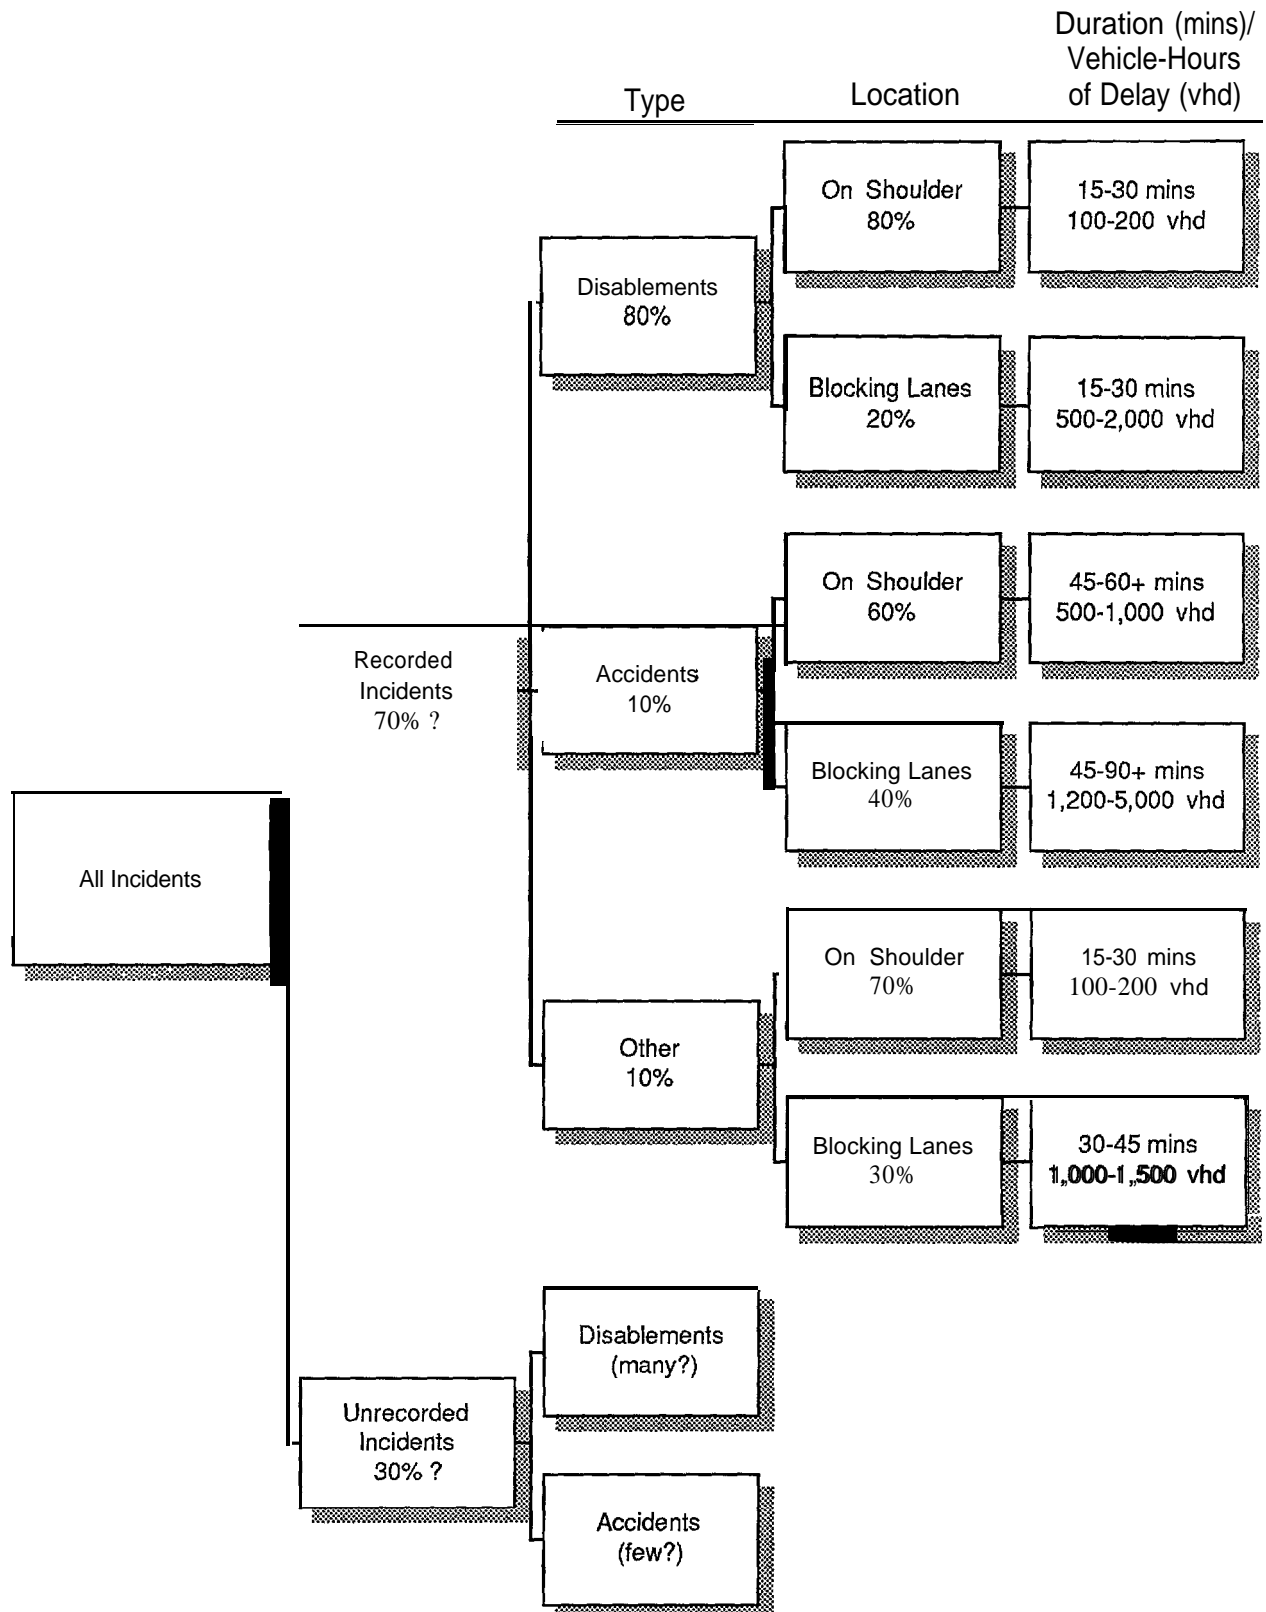 Duration (mins)/
Vehicle-Hours
of Delay (vhd)
Type
Location
On Shoulder
80%
15-30 mins
100-200 vhd
Disablements
80%
Blocking Lanes
20%
15-30 mins
500-2,000 vhd
On Shoulder
60%
45-60+ mins
500-1,000 vhd
Recorded
Incidents
70% ?
Accidents
10%
Blocking Lanes
40%
45-90+ mins
1,200-5,000 vhd
All Incidents
On Shoulder
70%
15-30 mins
100-200 vhd
Other
10%
Blocking Lanes
30%
30-45 mins
1,000-1,500 vhd
Disablements
(many?)
Unrecorded
Incidents
30% ?
Accidents
(few?)